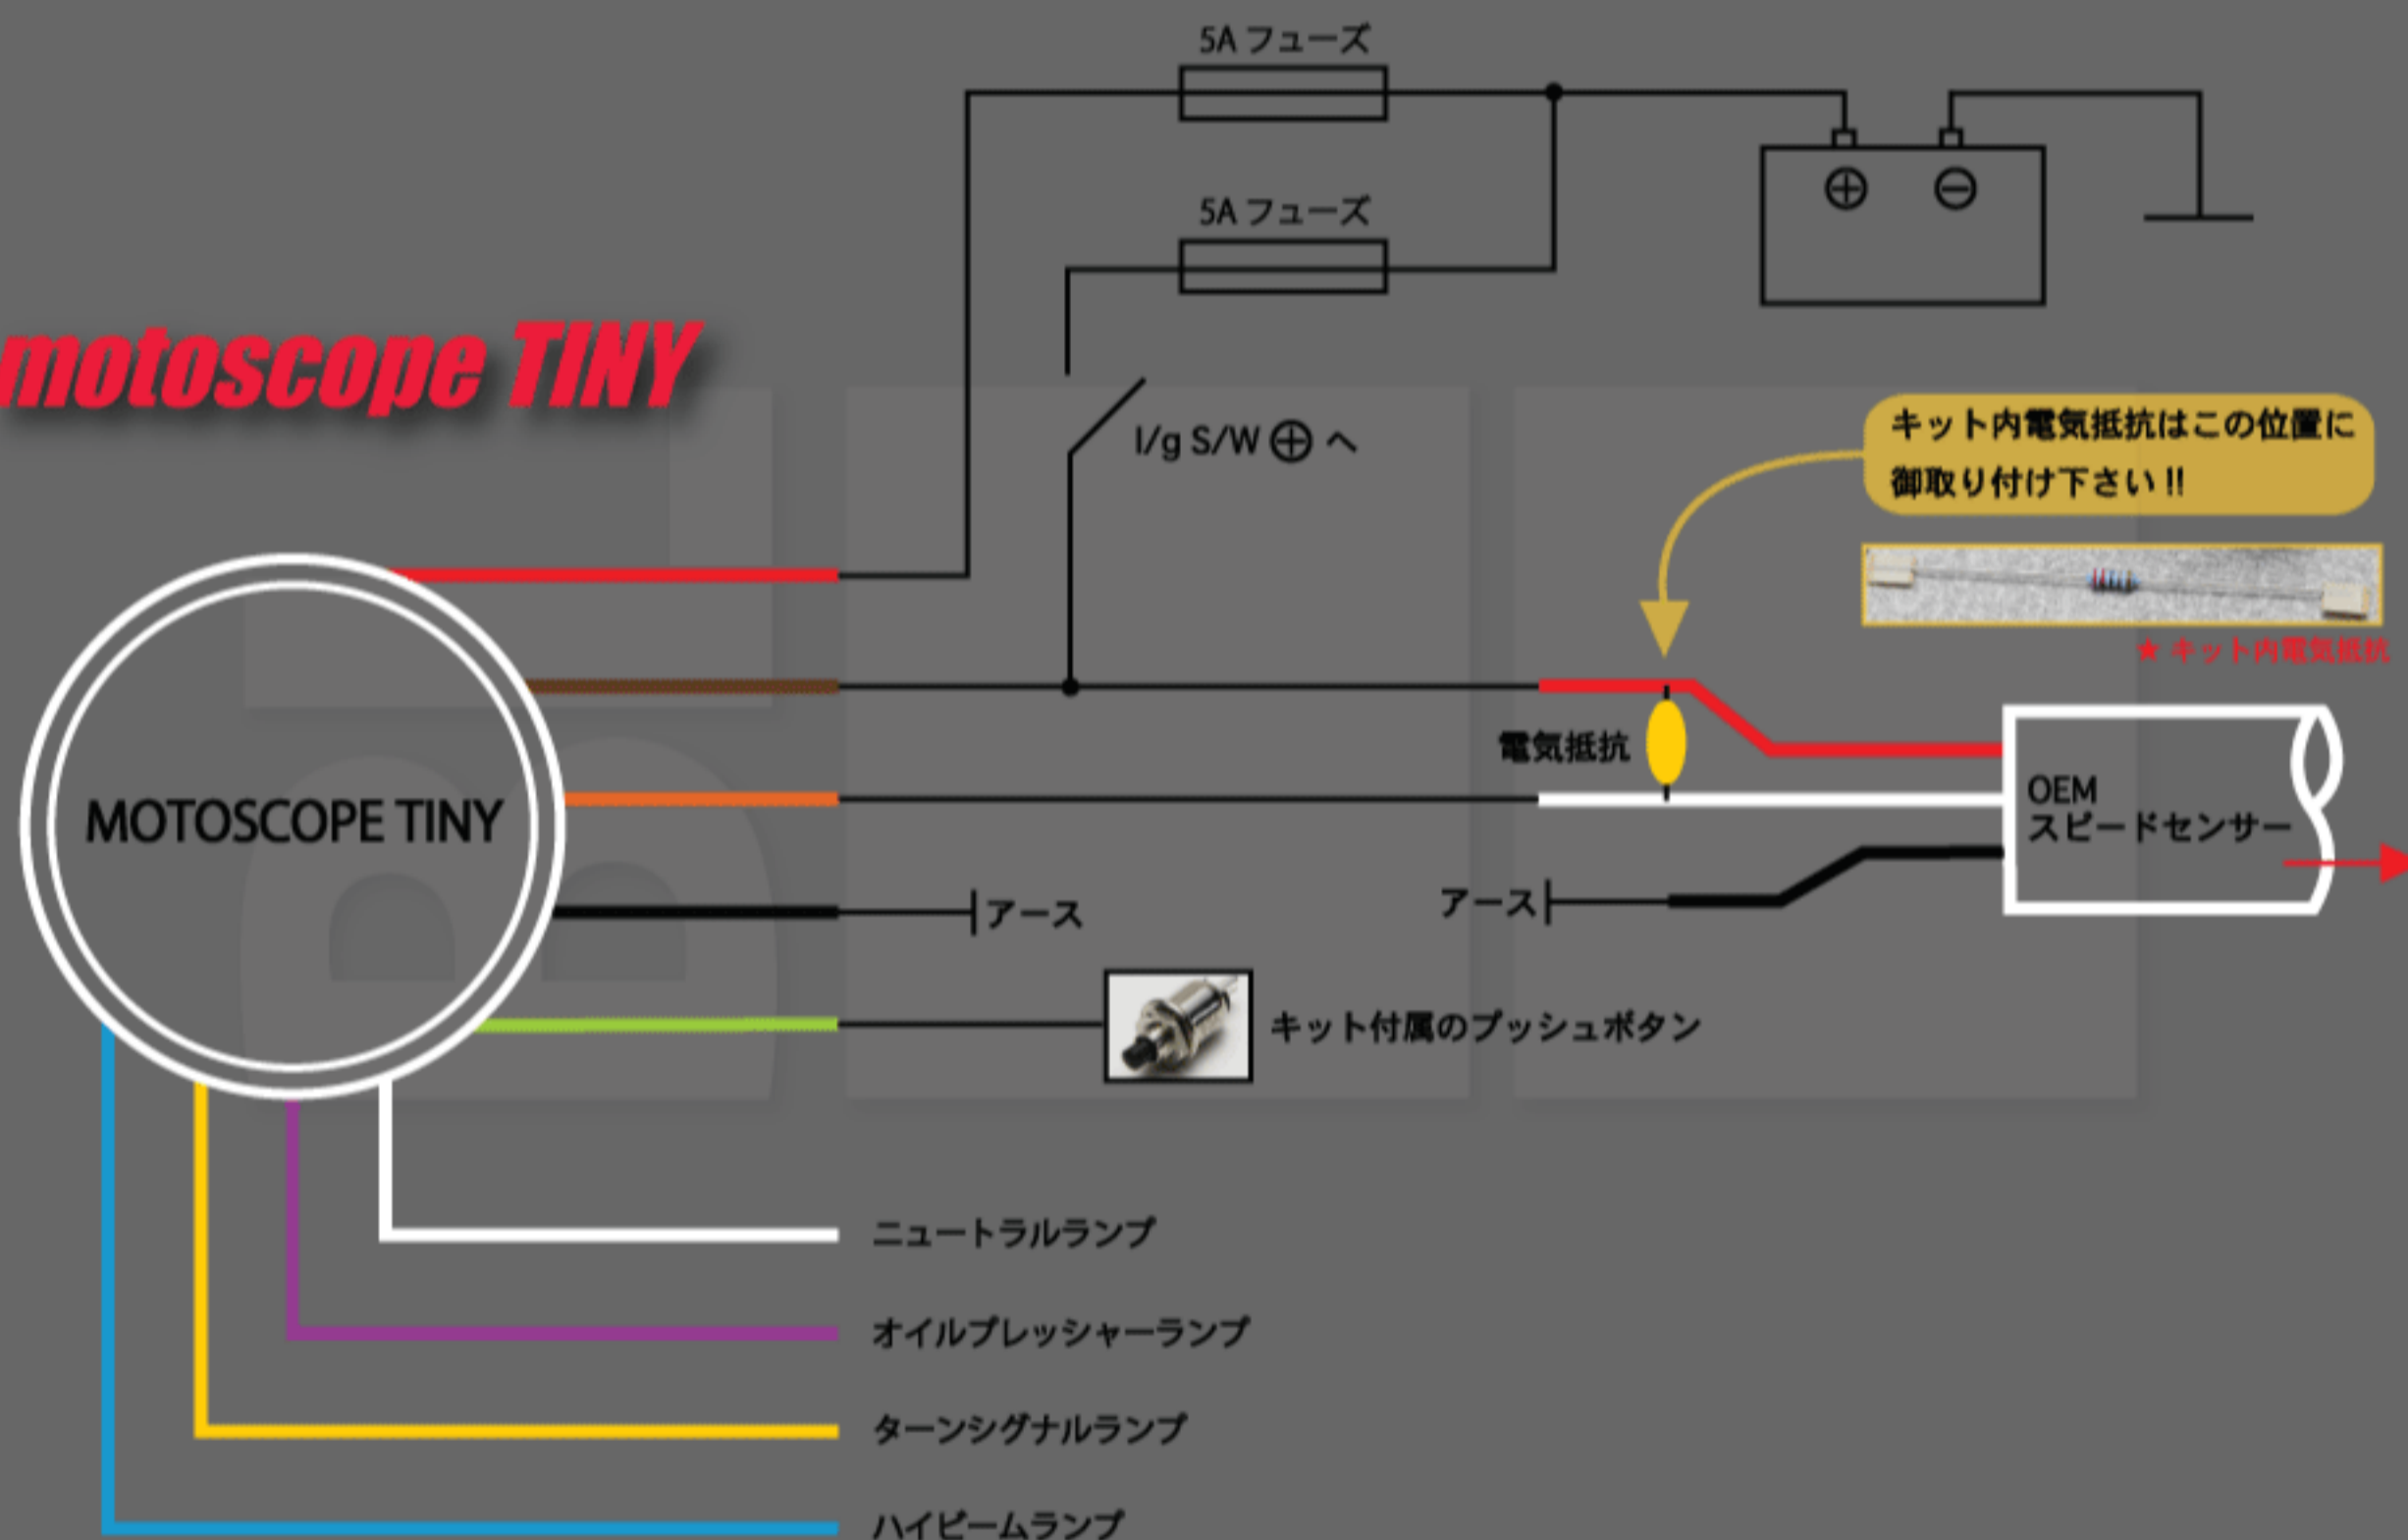 5A フューズ
5A フューズ
motoscope TINY
I/g S/W ⊕ へ
キット内電気抵抗はこの位置に
御取り付け下さい !!
★ キット内電気抵抗
電気抵抗
MOTOSCOPE TINY
OEM
スピードセンサー
アース
アース
キット付属のプッシュボタン
ニュートラルランプ
オイルプレッシャーランプ
ターンシグナルランプ
ハイビームランプ